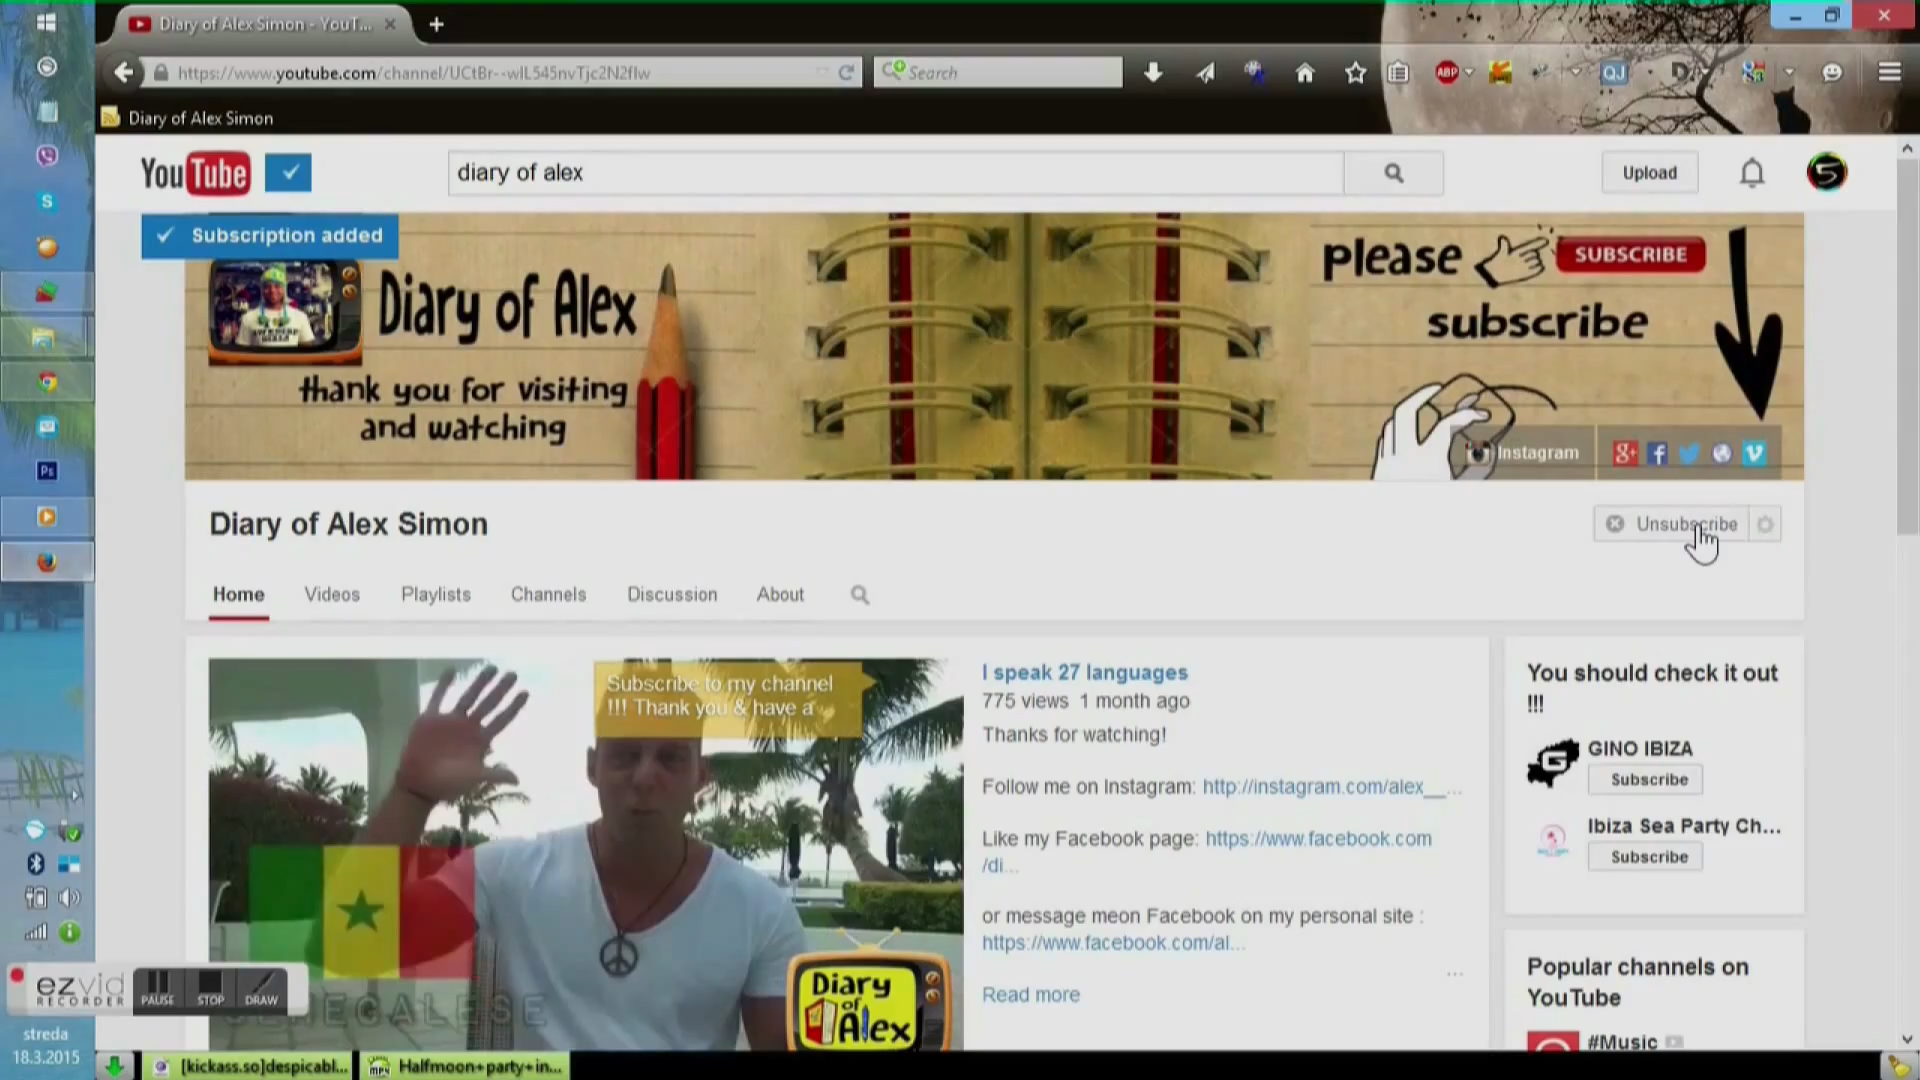 Diary of Alex Simon - YouT...
https://www.youtube.com/channel/UCtBr--wlL545nvTjc2N2flw
Search
ABP
QJ
Diary of Alex Simon
YouTube
diary of alex
Upload
Subscription added
Diary of Alex
thank you for visiting
and watching
please
SUBSCRIBE
subscribe
Instagram
Diary of Alex Simon
Unsubscribe
Home
Videos
Playlists
Channels
Discussion
About
Subscribe to my channel
!!! Thank you & have a
I speak 27 languages
775 views 1 month ago
Thanks for watching!
Follow me on Instagram: http://instagram.com/alex__...
Like my Facebook page: https://www.facebook.com
/di...
or message meon Facebook on my personal site :
https://www.facebook.com/al...
...
Read more
Diary
of
Alex
You should check it out
!!!
GINO IBIZA
Subscribe
Ibiza Sea Party Ch...
Subscribe
Popular channels on
YouTube
#Music
Ps
ezvid
RECORDER
PAUSE
STOP
DRAW
streda
18.3.2015
[kickass.so]despicabl...
Halfmoon+party+in...